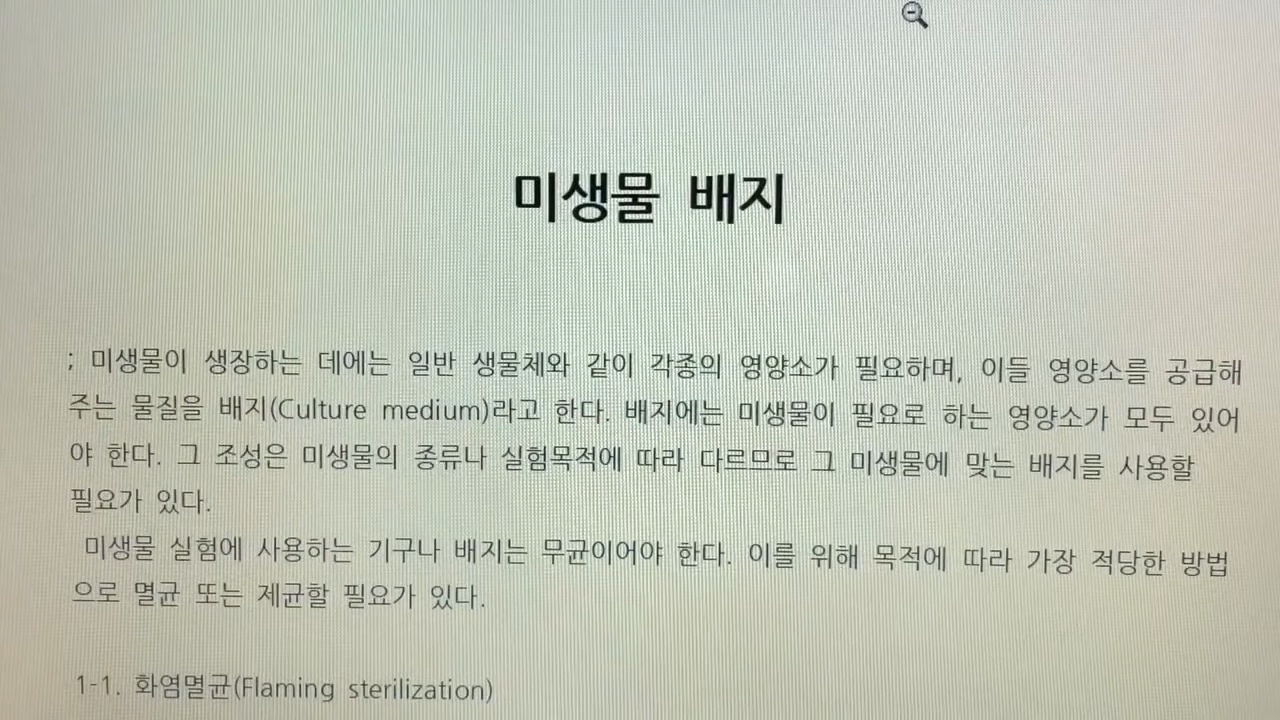 미생물 배지
; 미생물이 생장하는 데에는 일반 생물체와 같이 각종의 영양소가 필요하며, 이들 영양소를 공급해
주는 물질을 배지(Culture medium)라고 한다. 배지에는 미생물이 필요로 하는 영양소가 모두 있어
야 한다. 그 조성은 미생물의 종류나 실험목적에 따라 다르므로 그 미생물에 맞는 배지를 사용할
필요가 있다.
미생물 실험에 사용하는 기구나 배지는 무균이어야 한다. 이를 위해 목적에 따라 가장 적당한 방법
으로 멸균 또는 제균할 필요가 있다.
1-1. 화염멸균(Flaming sterilization)